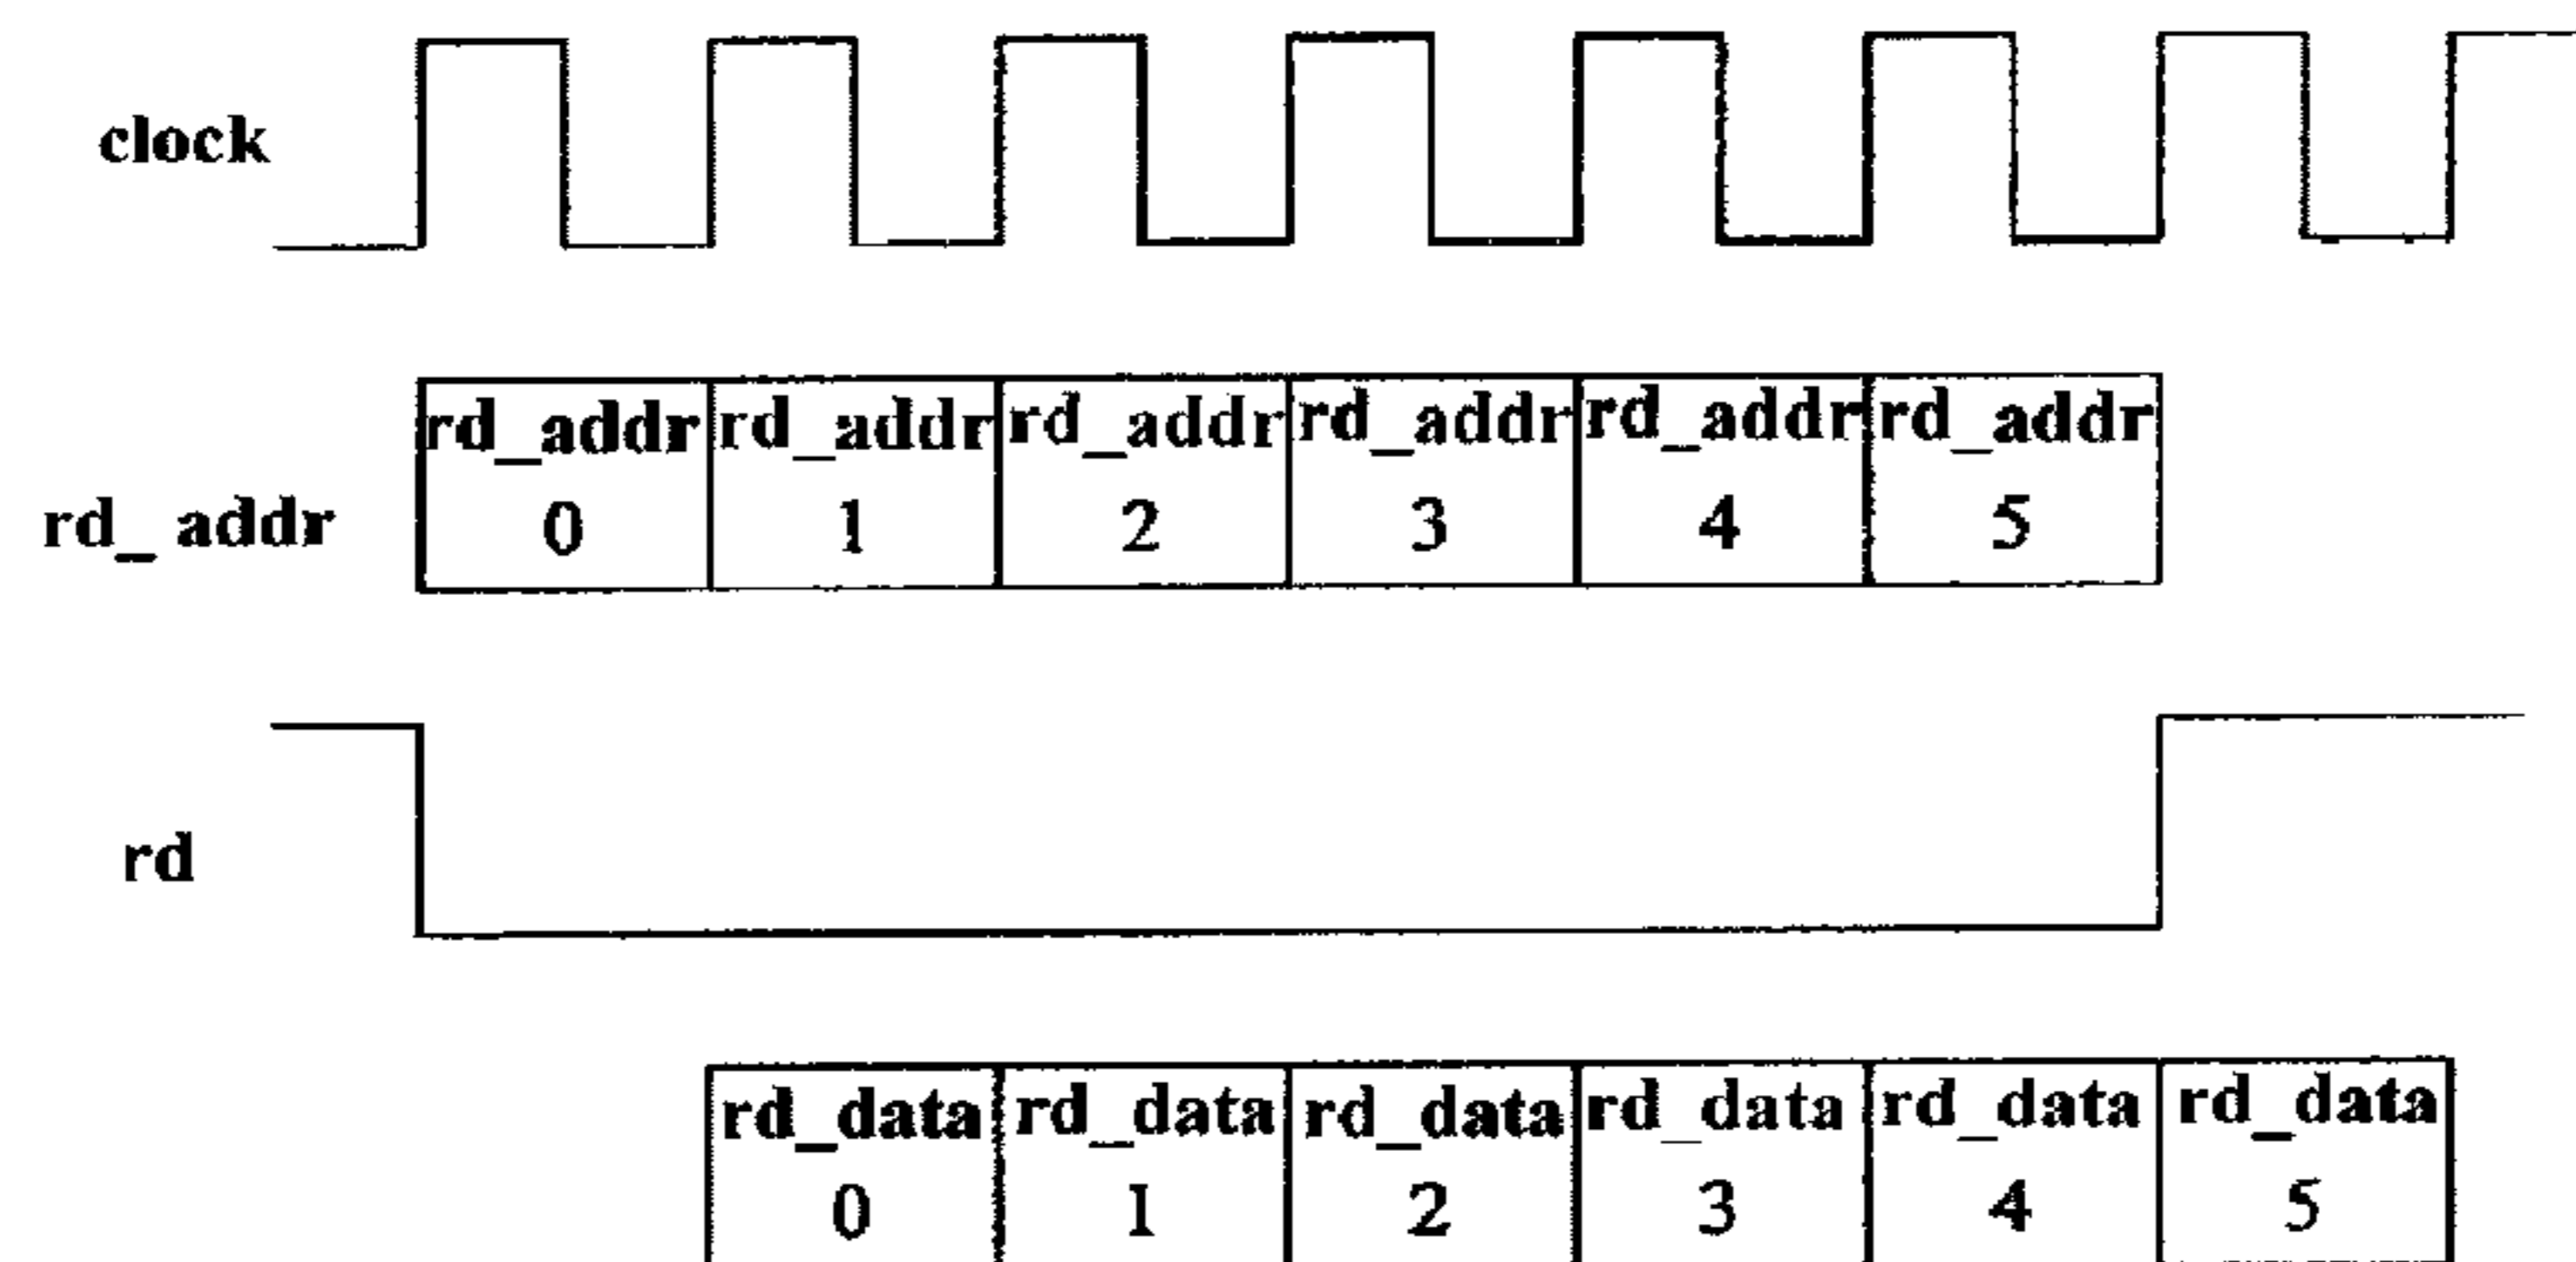 clock
rd_addr rd_addr rd_addr rd_addr rd_addr rd_addr
rd_ addr 0 1 2 3 4 5
rd
rd_data rd_data rd_data rd_data rd_data rd_data
0 1 2 3 4 5